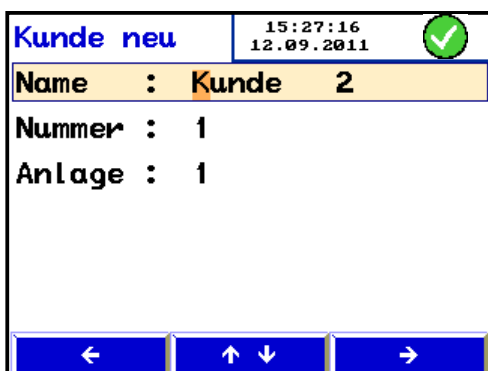 Kunde neu
15:27:16
12.09.2011
Name : Kunde 2
Nummer : 1
Anlage : 1
← ↑ ↓ →